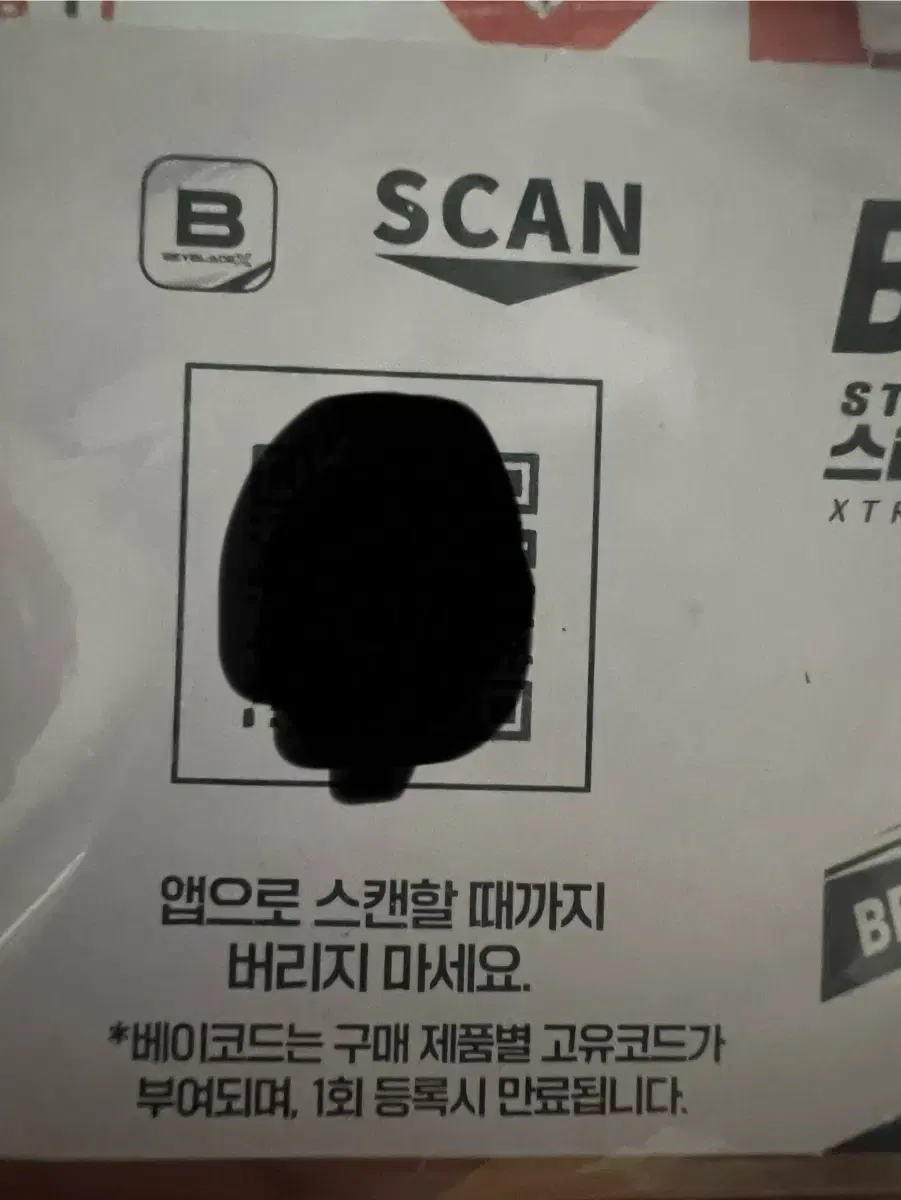 B
BEYBLADE X
SCAN
앱으로 스캔할 때까지
버리지 마세요.
*베이코드는 구매 제품별 고유코드가
부여되며, 1회 등록시 만료됩니다.